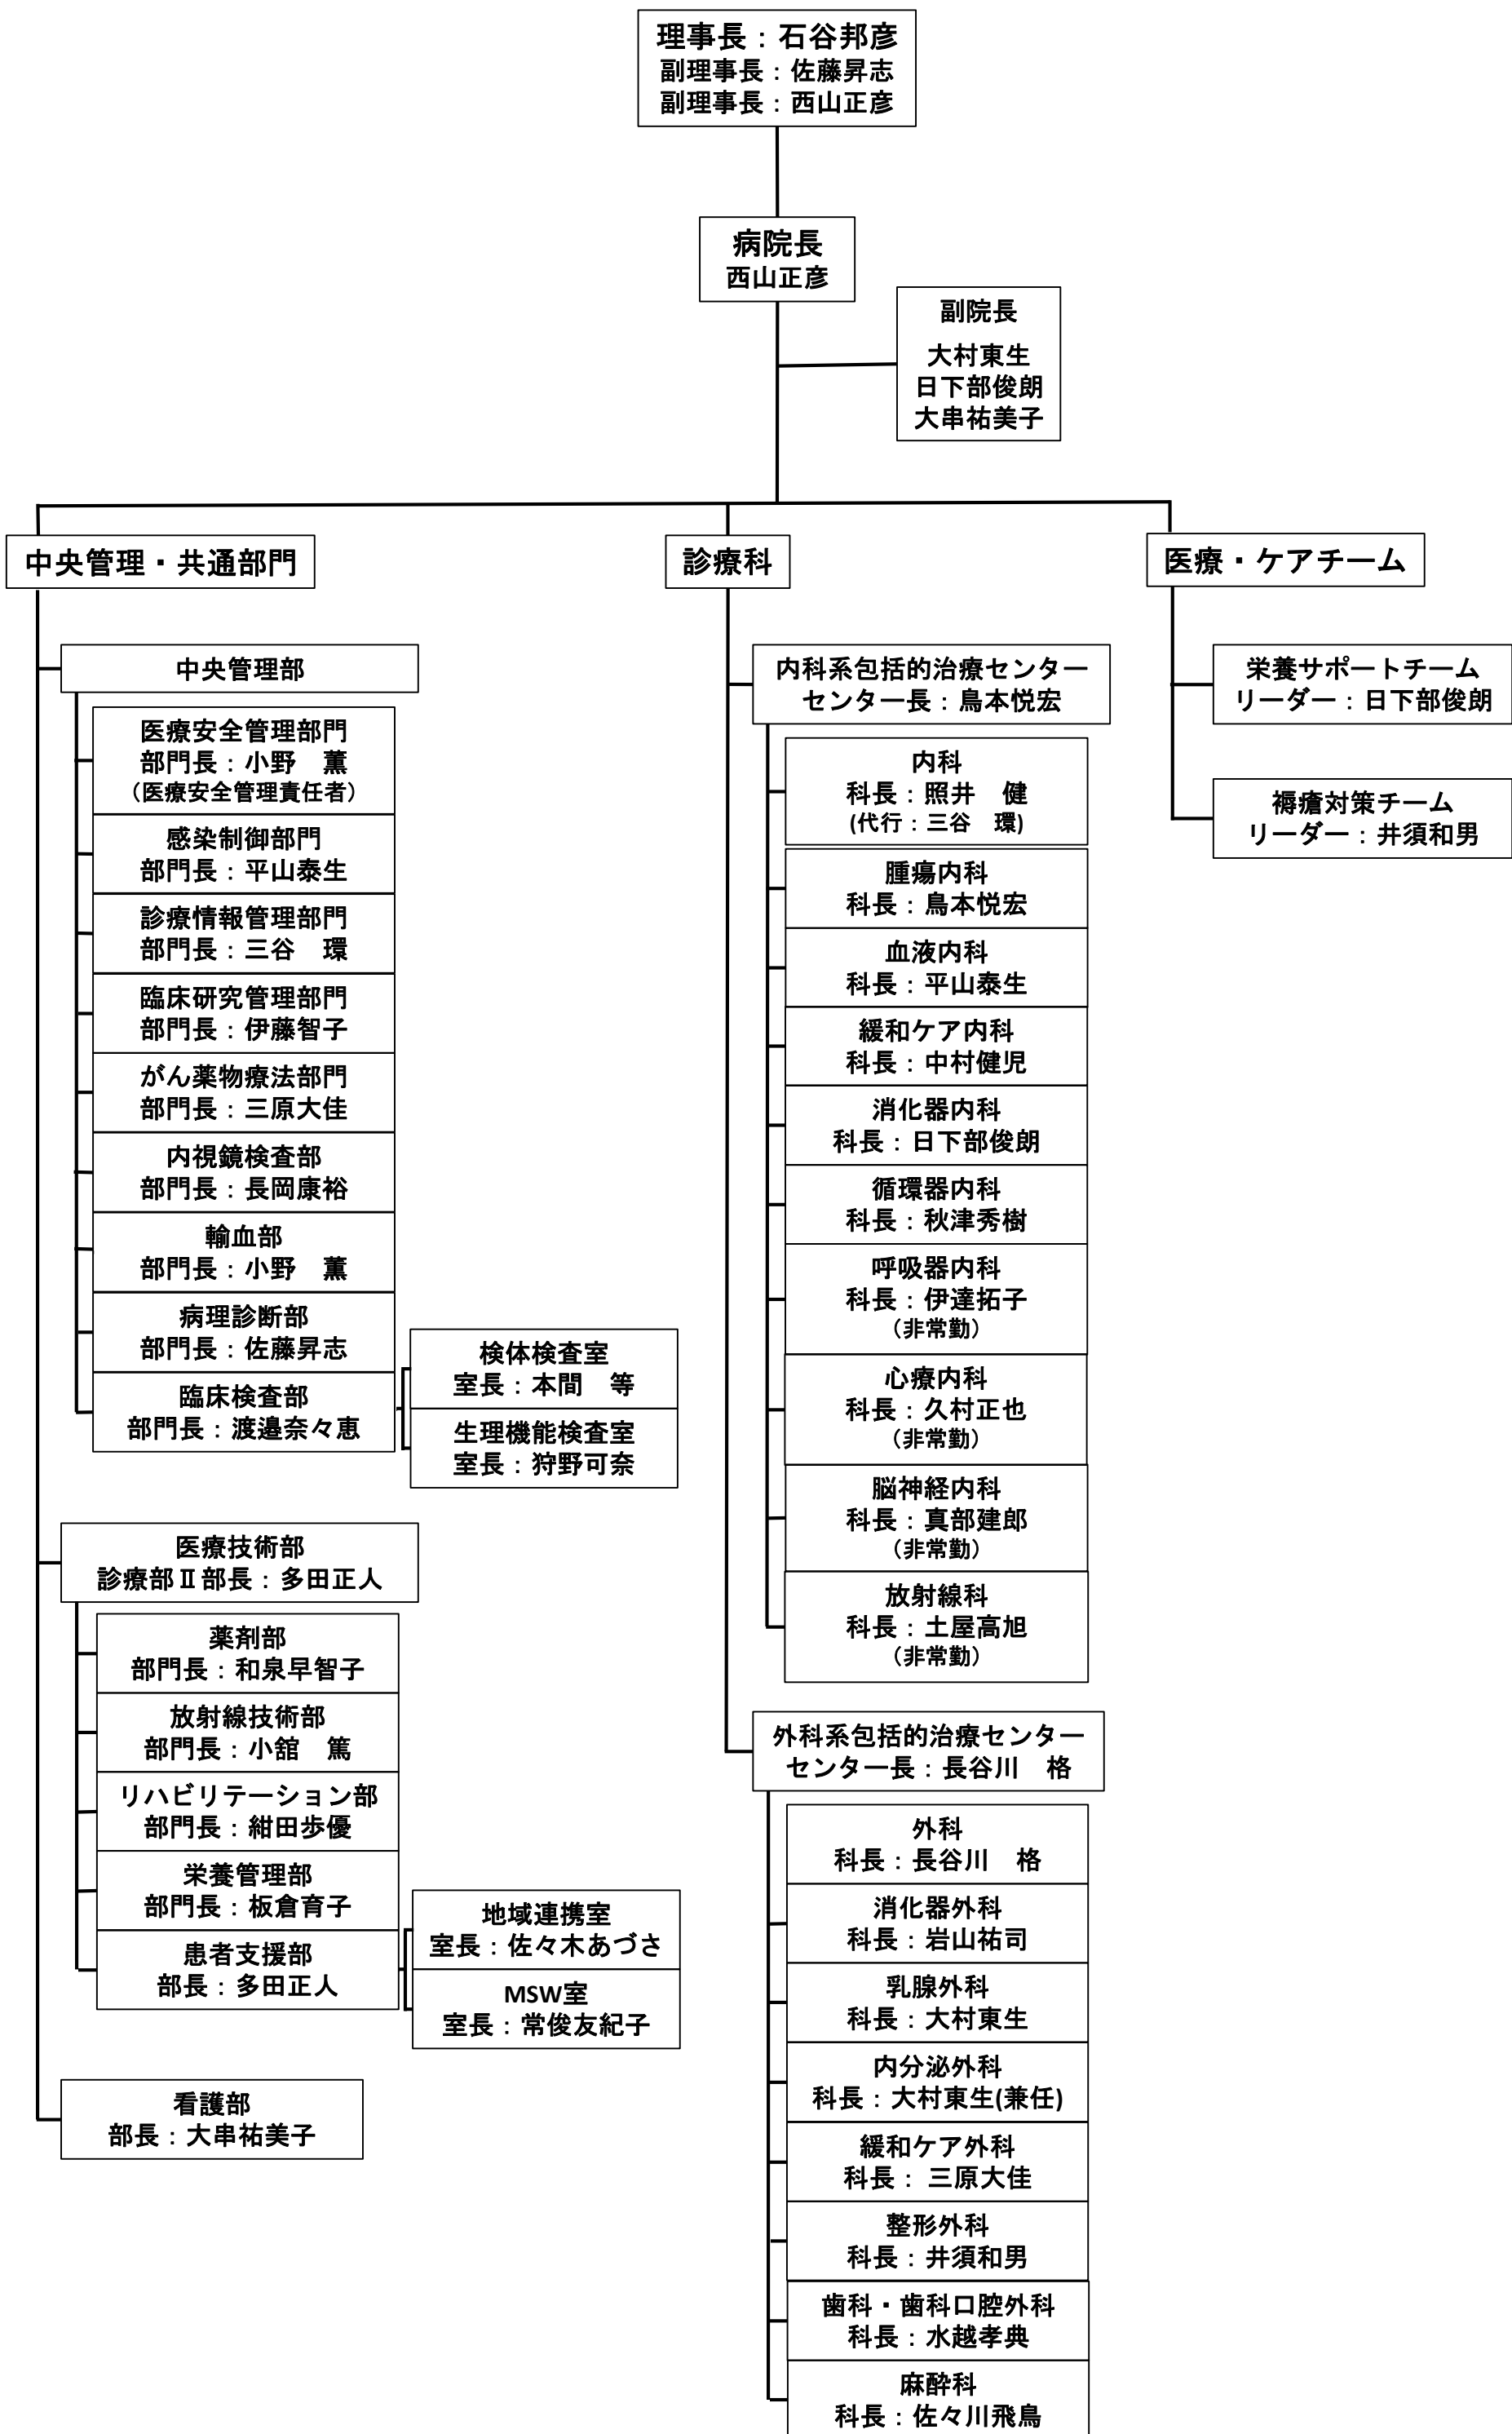 理事長：石谷邦彦
副理事長：佐藤昇志
副理事長：西山正彦
病院長
西山正彦
副院長
大村東生
日下部俊朗
大串祐美子
中央管理・共通部門
中央管理部
医療安全管理部門
部門長：小野　薫
（医療安全管理責任者）
感染制御部門
部門長：平山泰生
診療情報管理部門
部門長：三谷　環
臨床研究管理部門
部門長：伊藤智子
がん薬物療法部門
部門長：三原大佳
内視鏡検査部
部門長：長岡康裕
輸血部
部門長：小野　薫
病理診断部
部門長：佐藤昇志
臨床検査部
部門長：渡邉奈々恵
検体検査室
室長：本間　等
生理機能検査室
室長：狩野可奈
医療技術部
診療部Ⅱ部長：多田正人
薬剤部
部門長：和泉早智子
放射線技術部
部門長：小舘　篤
リハビリテーション部
部門長：紺田歩優
栄養管理部
部門長：板倉育子
患者支援部
部長：多田正人
地域連携室
室長：佐々木あづさ
MSW室
室長：常俊友紀子
看護部
部長：大串祐美子
診療科
内科系包括的治療センター
センター長：鳥本悦宏
内科
科長：照井　健
(代行：三谷　環)
腫瘍内科
科長：鳥本悦宏
血液内科
科長：平山泰生
緩和ケア内科
科長：中村健児
消化器内科
科長：日下部俊朗
循環器内科
科長：秋津秀樹
呼吸器内科
科長：伊達拓子
（非常勤）
心療内科
科長：久村正也
（非常勤）
脳神経内科
科長：真部建郎
（非常勤）
放射線科
科長：土屋高旭
（非常勤）
外科系包括的治療センター
センター長：長谷川　格
外科
科長：長谷川　格
消化器外科
科長：岩山祐司
乳腺外科
科長：大村東生
内分泌外科
科長：大村東生(兼任)
緩和ケア外科
科長： 三原大佳
整形外科
科長：井須和男
歯科・歯科口腔外科
科長：水越孝典
麻酔科
科長：佐々川飛鳥
医療・ケアチーム
栄養サポートチーム
リーダー：日下部俊朗
褥瘡対策チーム
リーダー：井須和男